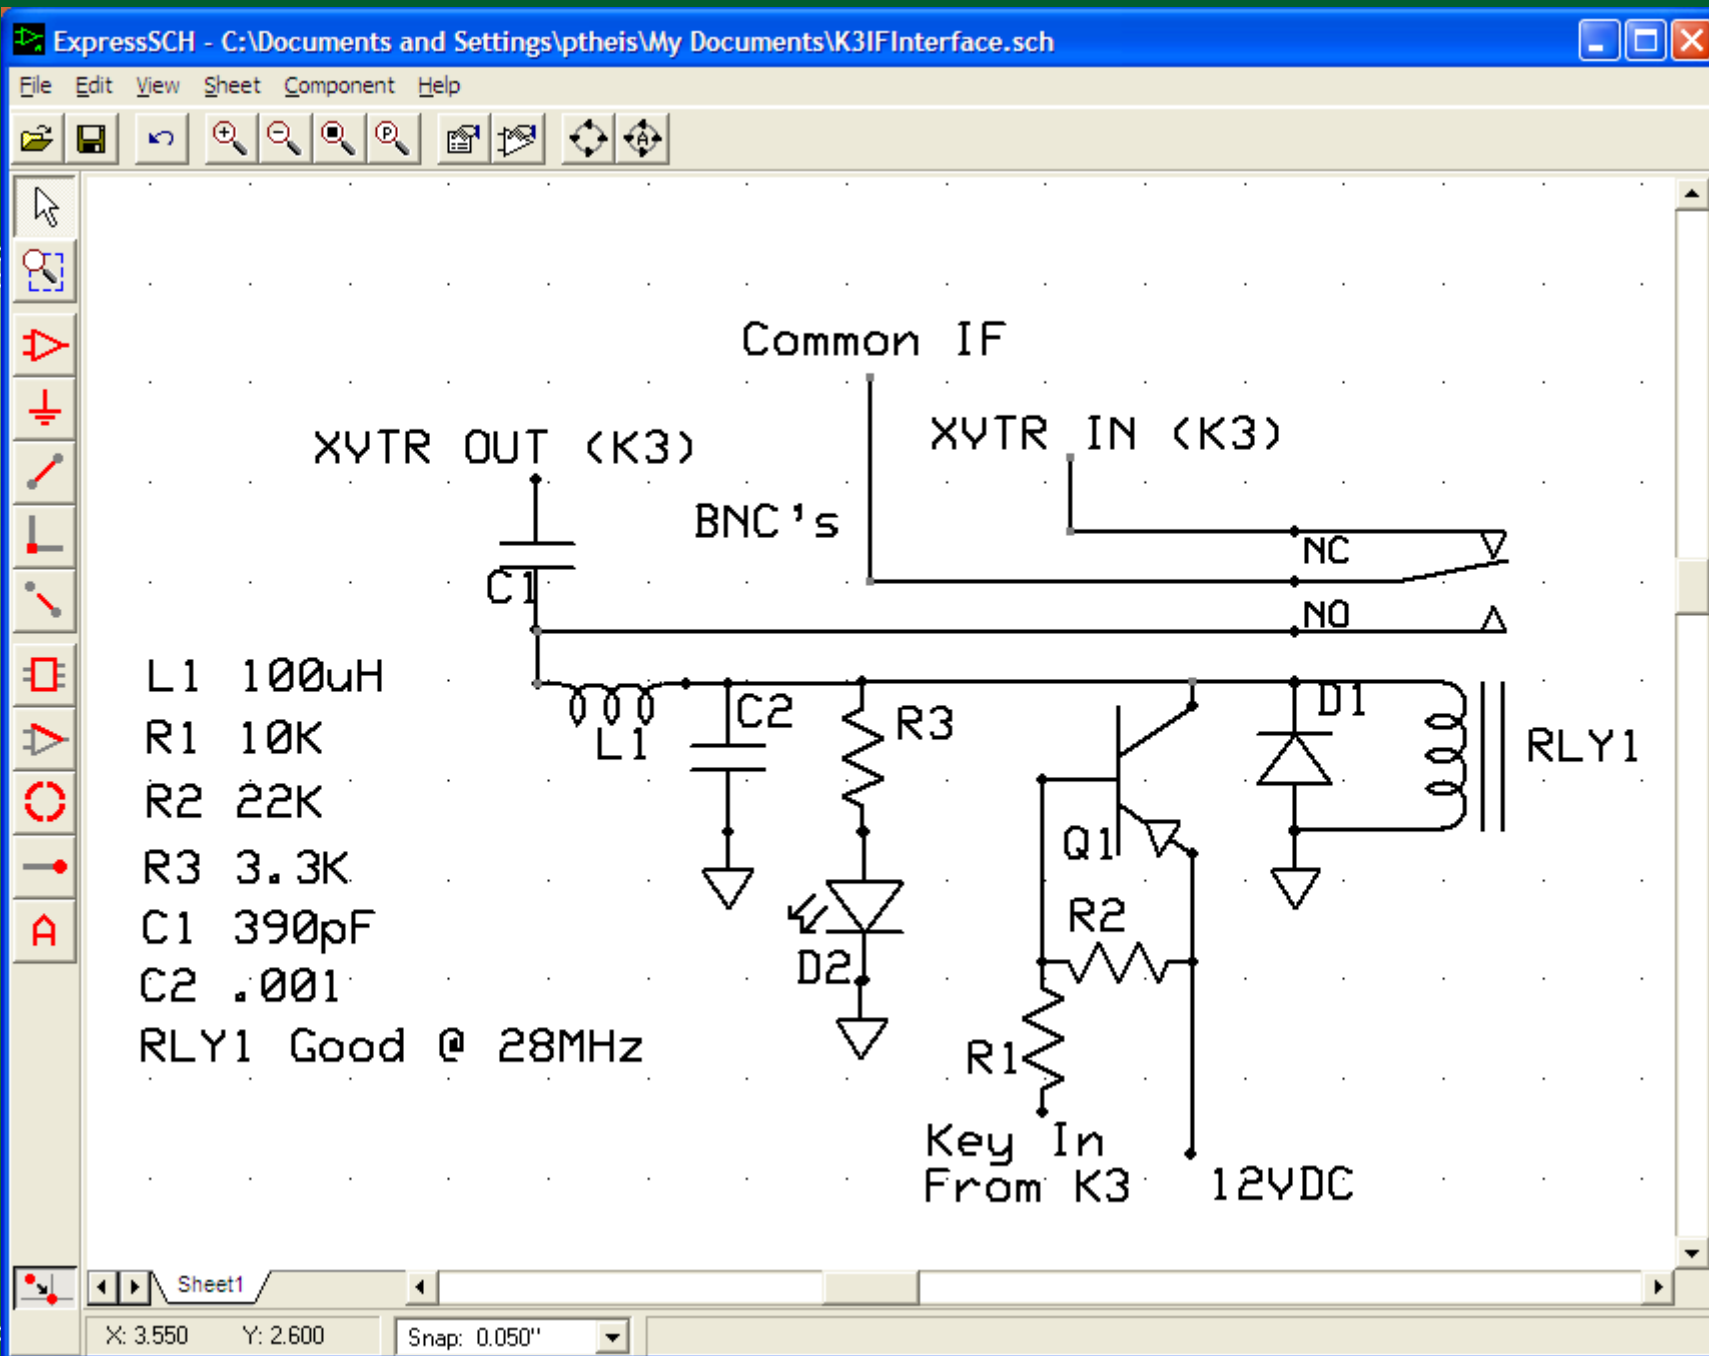 ExpressSCH - C:\Documents and Settings\ptheis\My Documents\K3IFInterface.sch
File Edit View Sheet Component Help
Common IF
XVTR OUT (K3)
XVTR IN (K3)
BNC's
NC
C1
NO
L1 100uH
C2
R3
D1
L1
RLY1
R1 10K
R2 22K
Q1
R3 3.3K
R2
C1 390pF
D2
C2 .001
RLY1 Good @ 28MHz
R1
Key In
From K3
12VDC
Sheet1
X: 3.550 Y: 2.600 Snap: 0.050"